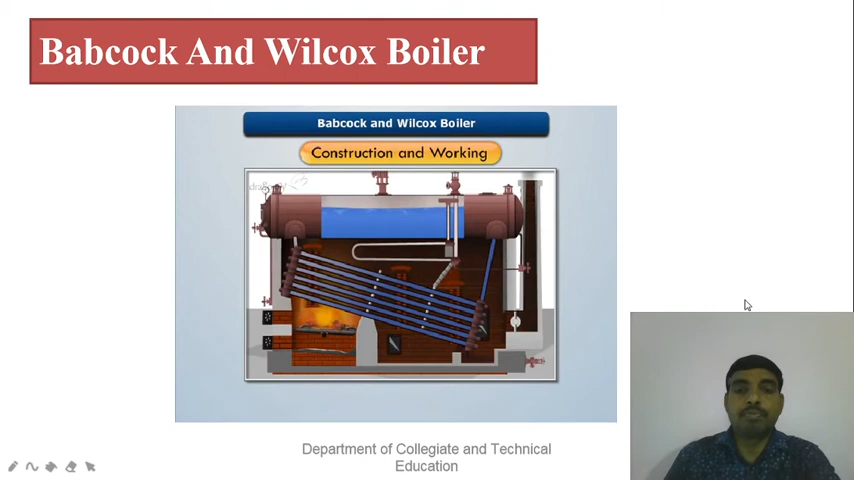 Babcock And Wilcox Boiler
Babcock and Wilcox Boiler
Construction and Working
Department of Collegiate and Technical
Education